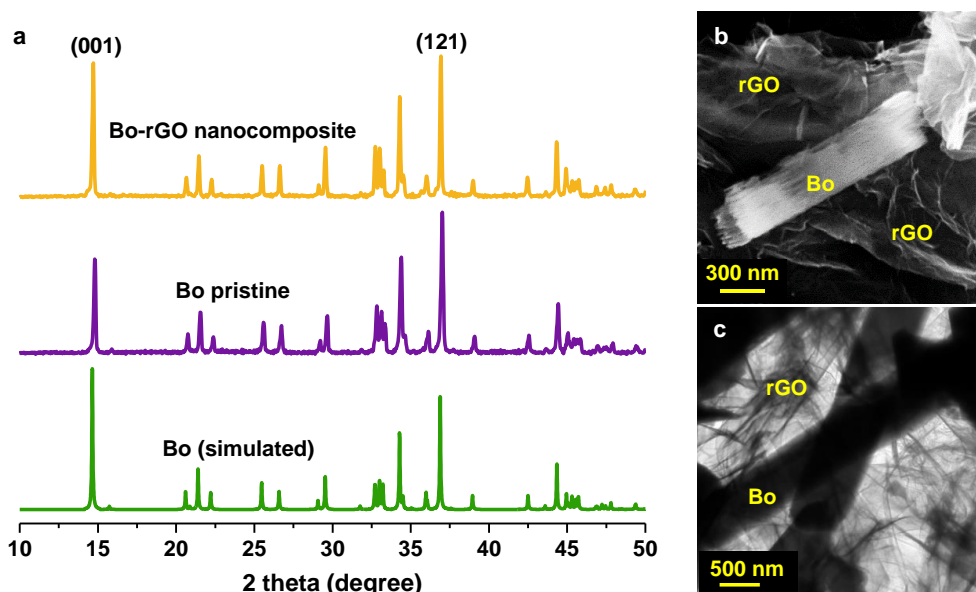 a
(001)
(121)
Bo-rGO nanocomposite
Bo pristine
Bo (simulated)
10 15 20 25 30 35 40 45 50
2 theta (degree)
b
rGO
Bo
rGO
300 nm
c
rGO
Bo
500 nm